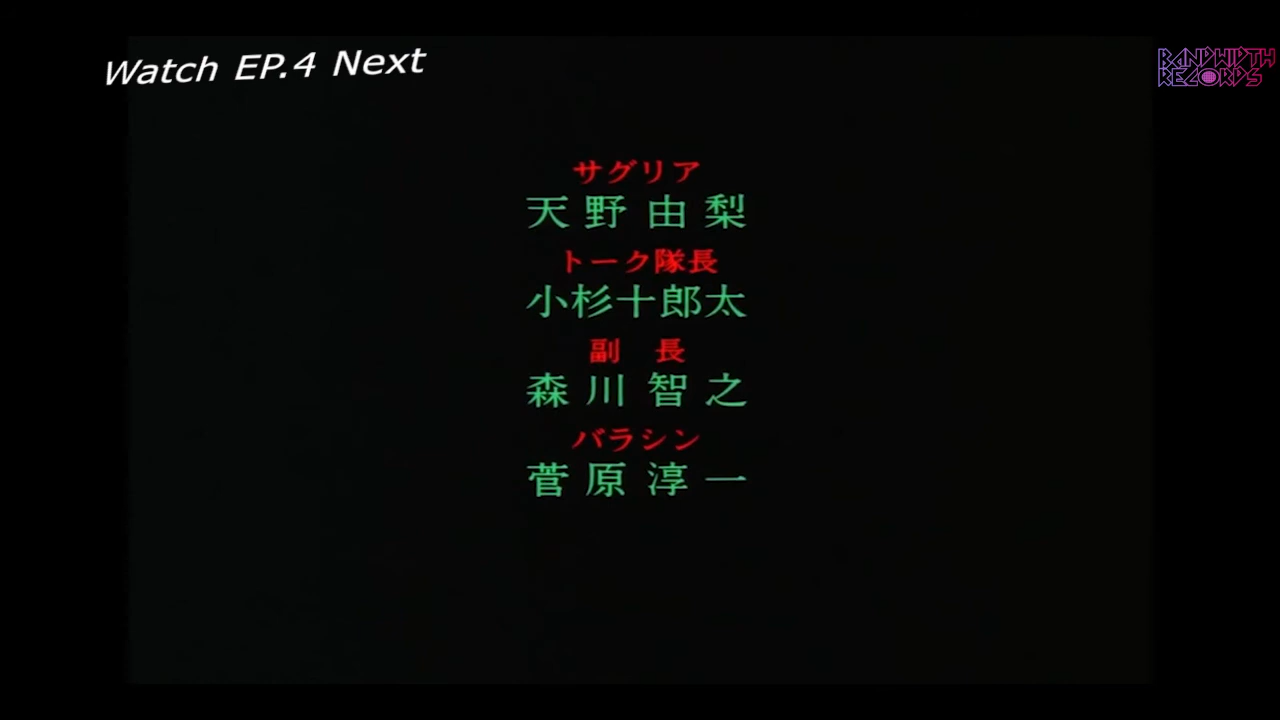 Watch EP.4 Next
BANDWIDTH
RECORDS
サグリア
天野由梨
トーク隊長
小杉十郎太
副　長
森川智之
バラシン
菅原淳一